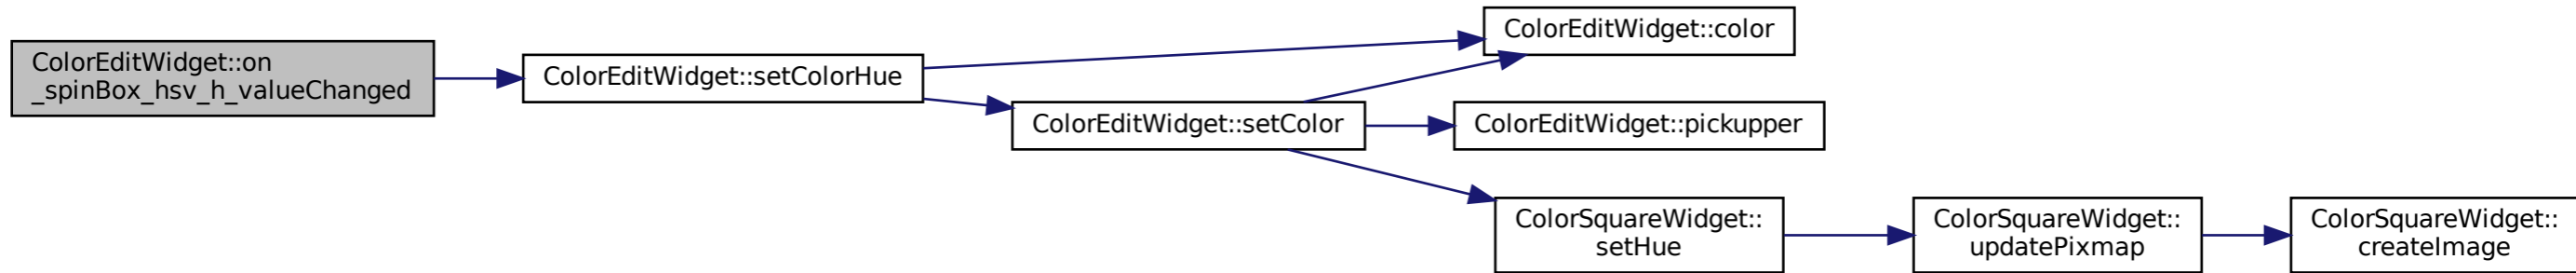 ColorEditWidget::on
_spinBox_hsv_h_valueChanged
ColorEditWidget::setColorHue
ColorEditWidget::color
ColorEditWidget::setColor
ColorEditWidget::pickupper
ColorSquareWidget::
setHue
ColorSquareWidget::
updatePixmap
ColorSquareWidget::
createImage